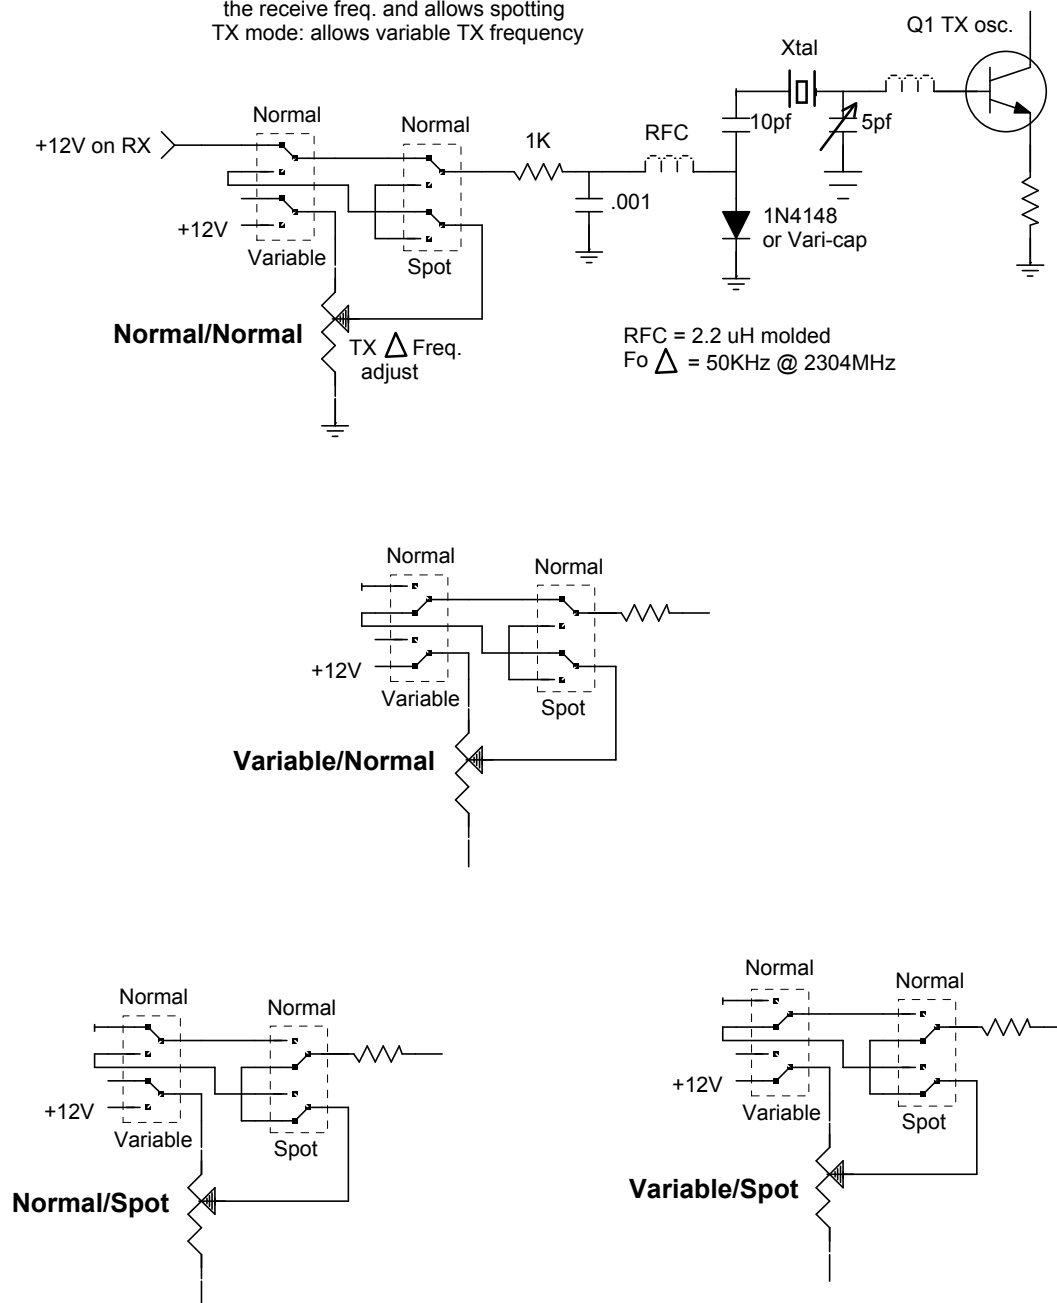 the receive freq. and allows spotting
TX mode: allows variable TX frequency
Q1 TX osc.
Xtal
Normal
Normal
+12V on RX
1K
RFC
10pf
5pf
.001
1N4148
or Vari-cap
+12V
Variable
Spot
Normal/Normal
TX Δ Freq.
adjust
RFC = 2.2 uH molded
Fo Δ = 50KHz @ 2304MHz
Normal
Normal
+12V
Variable
Spot
Variable/Normal
Normal
Normal
+12V
Variable
Spot
Normal/Spot
Normal
Normal
+12V
Variable
Spot
Variable/Spot